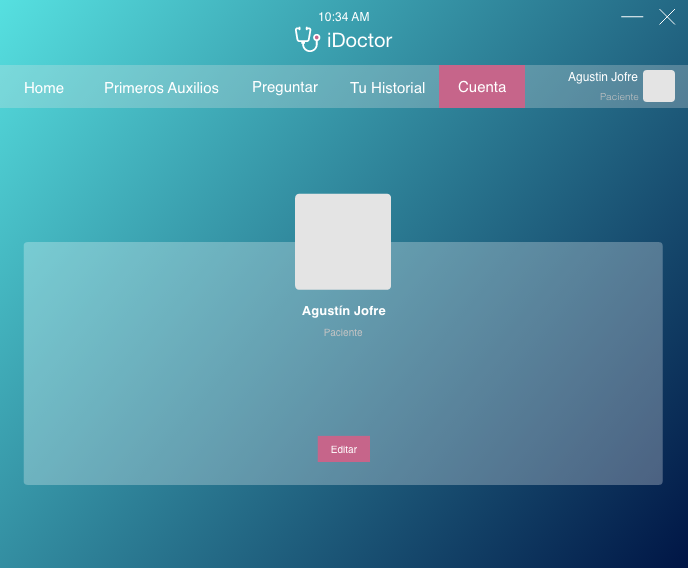 10:34 AM
iDoctor
Home
Primeros Auxilios
Preguntar
Tu Historial
Cuenta
Agustin Jofre
Paciente
Agustín Jofre
Paciente
Editar